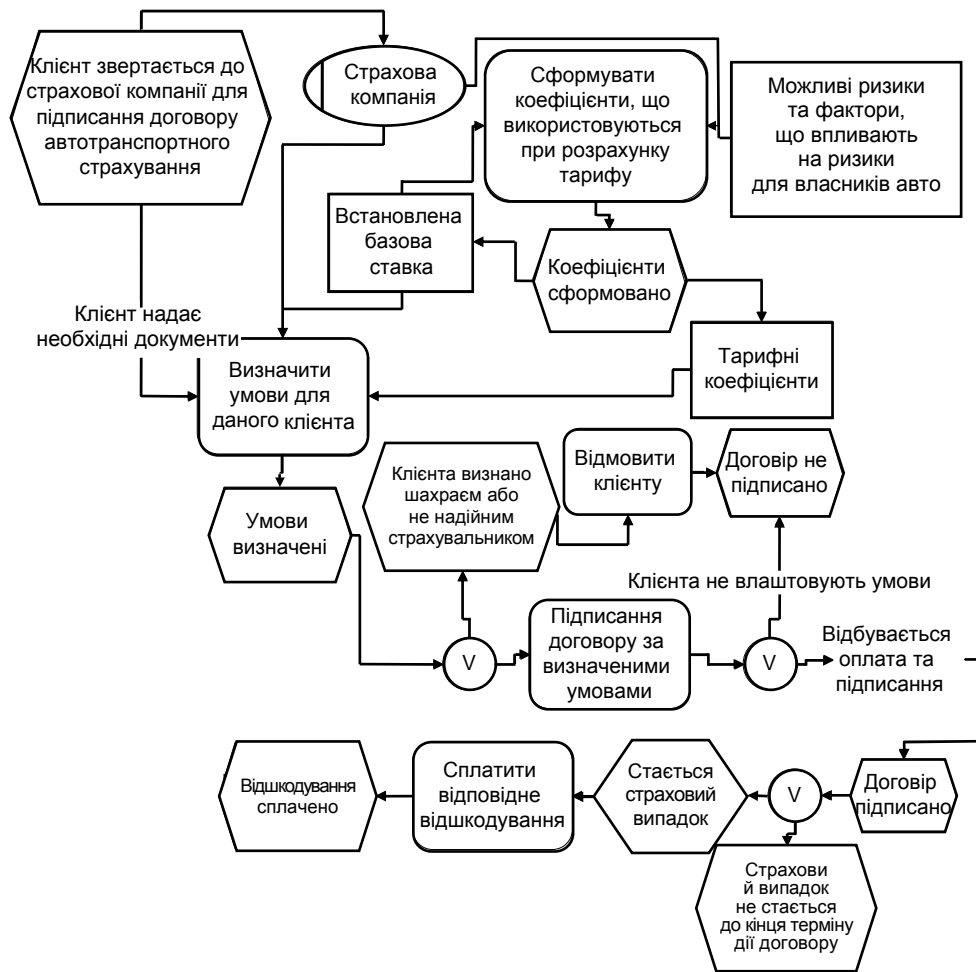 Клієнт звертається до
страхової компанії для
підписання договору
автотранспортного
страхування
Страхова
компанія
Сформувати
коефіцієнти, що
використовуються
при розрахунку
тарифу
Можливі ризики
та фактори,
що впливають
на ризики
для власників авто
Встановлена
базова
ставка
Коефіцієнти
сформовано
Клієнт надає
необхідні документи
Визначити
умови для
даного клієнта
Тарифні
коефіцієнти
Умови
визначені
Клієнта визнано
шахраєм або
не надійним
страхувальником
Відмовити
клієнту
Договір не
підписано
Клієнта не влаштовують умови
V
Підписання
договору за
визначеними
умовами
V
Відбувається
оплата та
підписання
Відшкодування
сплачено
Сплатити
відповідне
відшкодування
Стається
страховий
випадок
V
Договір
підписано
Страхови
й випадок
не стається
до кінця терміну
дії договору